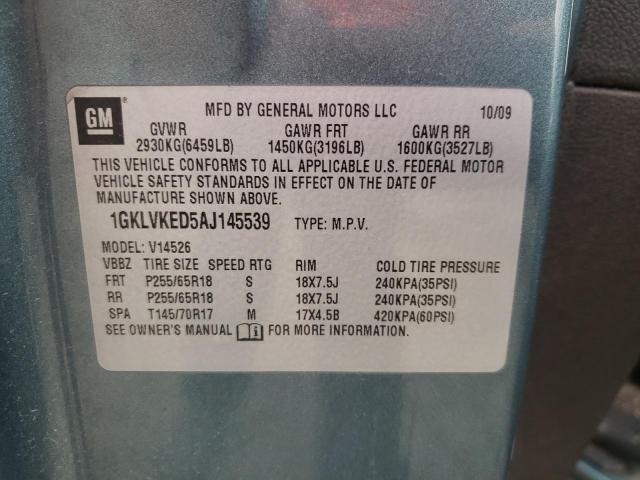 GM MFD BY GENERAL MOTORS LLC 10/09
GVWR GAWR FRT GAWR RR
2930KG(6459LB) 1450KG(3196LB) 1600KG(3527LB)
THIS VEHICLE CONFORMS TO ALL APPLICABLE U.S. FEDERAL MOTOR
VEHICLE SAFETY STANDARDS IN EFFECT ON THE DATE OF
MANUFACTURE SHOWN ABOVE.
1GKLVKED5AJ145539 TYPE: M.P.V.
MODEL: V14526
VBBZ TIRE SIZE SPEED RTG RIM COLD TIRE PRESSURE
FRT P255/65R18 S 18X7.5J 240KPA(35PSI)
RR P255/65R18 S 18X7.5J 240KPA(35PSI)
SPA T145/70R17 M 17X4.5B 420KPA(60PSI)
SEE OWNER'S MANUAL FOR MORE INFORMATION